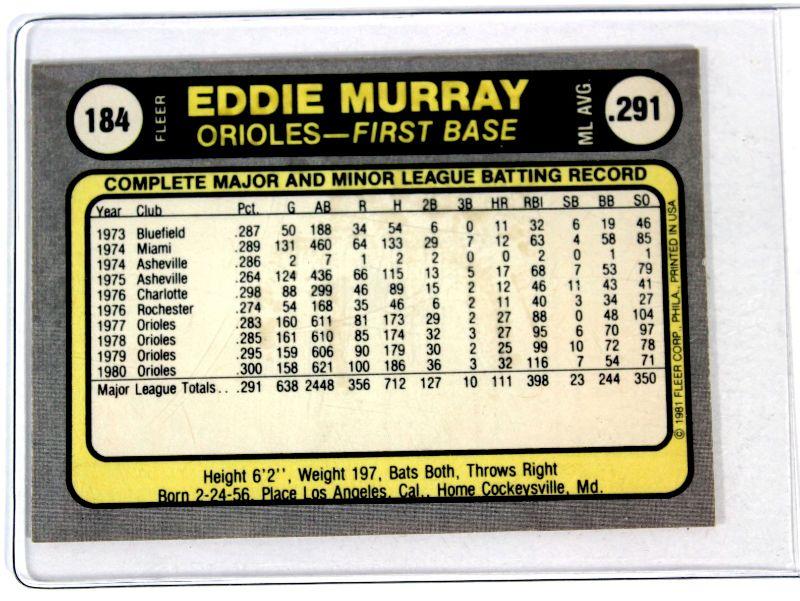 184 FLEER EDDIE MURRAY ML AVG. .291
ORIOLES—FIRST BASE
COMPLETE MAJOR AND MINOR LEAGUE BATTING RECORD
Year Club Pct. G AB R H 2B 3B HR RBI SB BB SO
1973 Bluefield .287 50 188 34 54 6 0 11 32 6 19 46
1974 Miami .289 131 460 64 133 29 7 12 63 4 58 85
1974 Asheville .286 2 7 1 2 2 0 0 2 0 1 1
1975 Asheville .264 124 436 66 115 13 5 17 68 7 53 79
1976 Charlotte .298 88 299 46 89 15 2 12 46 11 43 41
1976 Rochester .274 54 168 35 46 6 2 11 40 3 34 27
1977 Orioles .283 160 611 81 173 29 2 27 88 0 48 104
1978 Orioles .285 161 610 85 174 32 3 27 95 6 70 97
1979 Orioles .295 159 606 90 179 30 2 25 99 10 72 78
1980 Orioles .300 158 621 100 186 36 3 32 116 7 54 71
Major League Totals.. .291 638 2448 356 712 127 10 111 398 23 244 350
© 1981 FLEER CORP., PHILA., PRINTED IN USA
Height 6'2'', Weight 197, Bats Both, Throws Right
Born 2-24-56, Place Los Angeles, Cal., Home Cockeysville, Md.